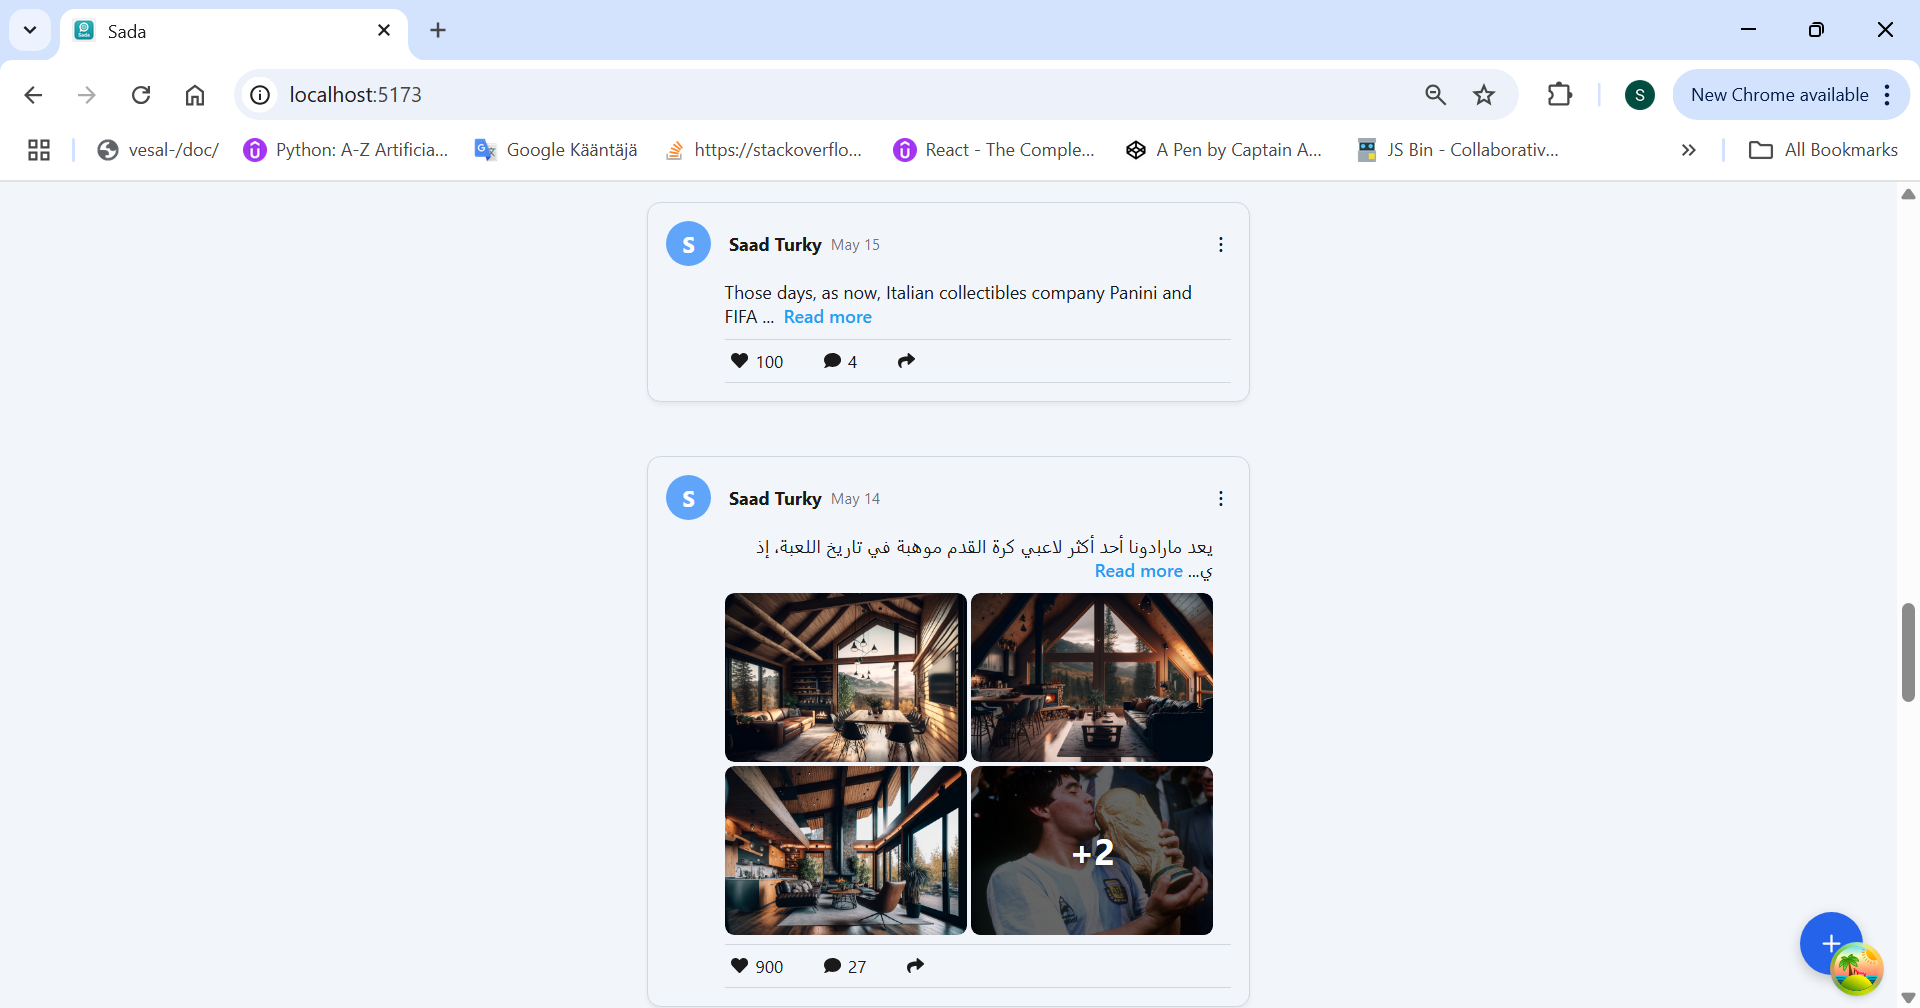 Sada
localhost:5173
S
New Chrome available
vesal-/doc/
Python: A-Z Artificia...
Google Kääntäjä
https://stackoverflo...
React - The Comple...
A Pen by Captain A...
JS Bin - Collaborativ...
All Bookmarks
S
Saad Turky May 15
Those days, as now, Italian collectibles company Panini and
FIFA ... Read more
100 4
S
Saad Turky May 14
يعد مارادونا أحد أكثر لاعبي كرة القدم موهبة في تاريخ اللعبة، إذ
ي... Read more
+2
900 27